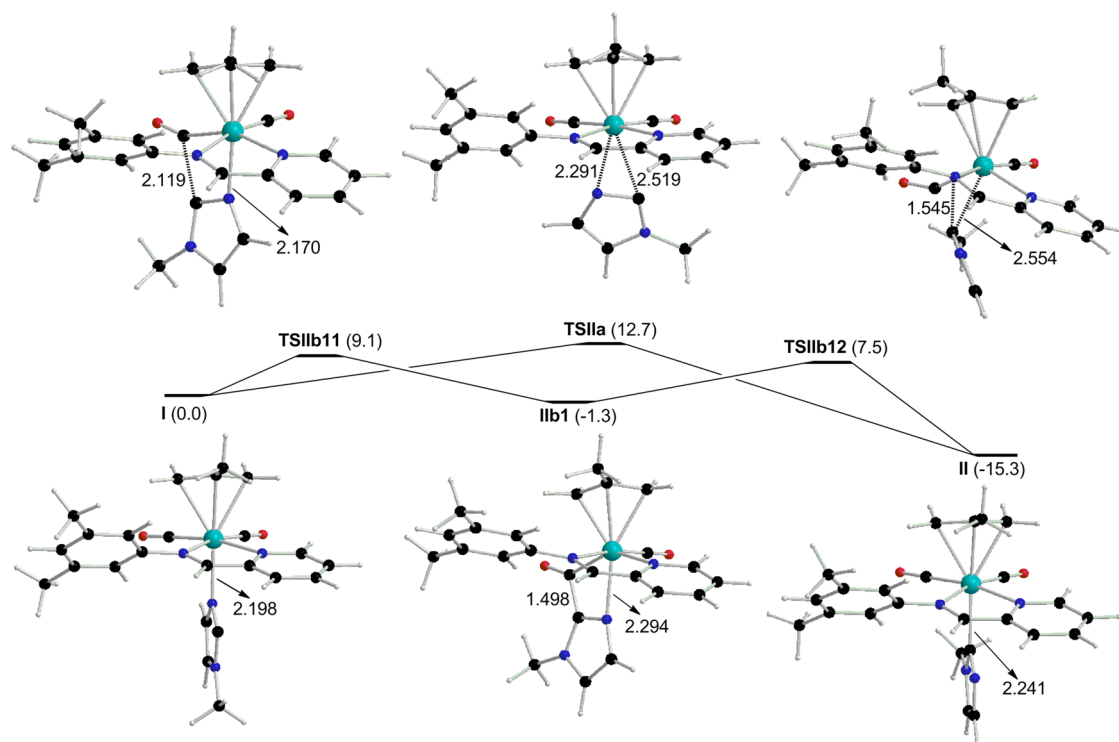 2.119
2.170
2.291
2.519
1.545
2.554
TSIIb11 (9.1)
TSIIa (12.7)
TSIIb12 (7.5)
I (0.0)
IIb1 (-1.3)
II (-15.3)
2.198
1.498
2.294
2.241